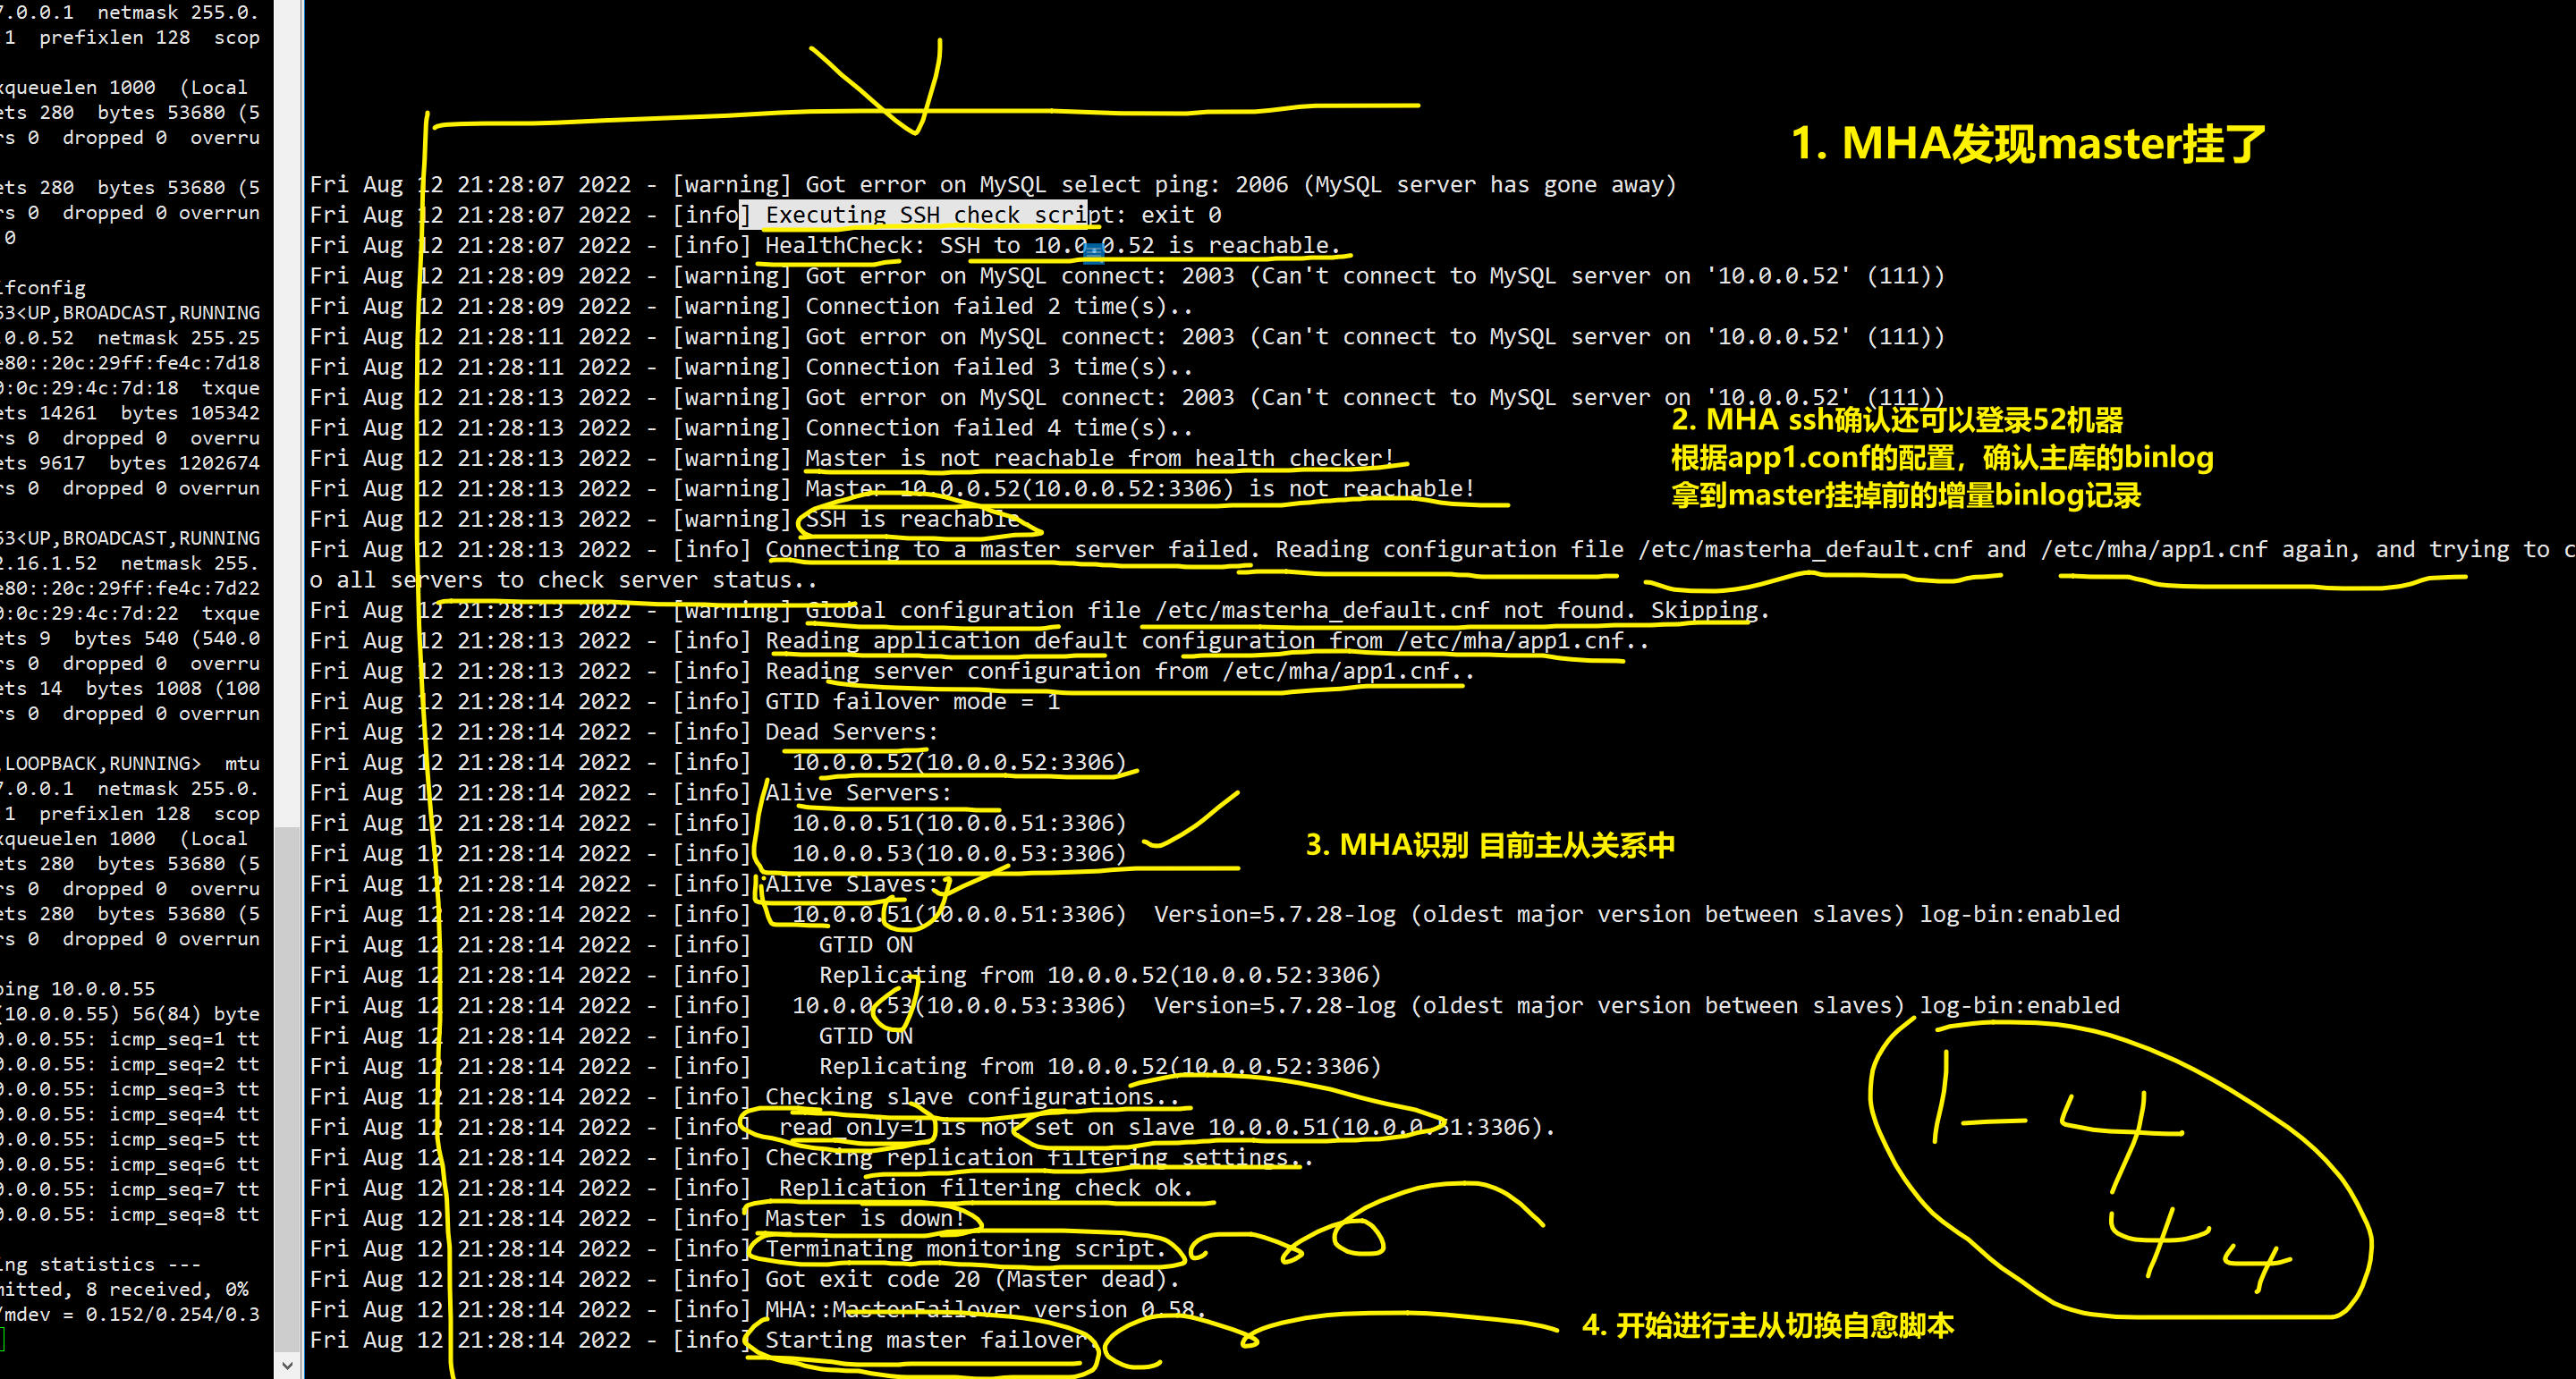 7.0.0.1  netmask 255.0.
:1  prefixlen 128  scop
xqueuelen 1000  (Local
ets 280  bytes 53680 (5
rs 0  dropped 0  overru
ets 280  bytes 53680 (5
rs 0  dropped 0 overrun
0
ifconfig
63<UP,BROADCAST,RUNNING
.0.0.52  netmask 255.25
e80::20c:29ff:fe4c:7d18
0:0c:29:4c:7d:18  txque
ets 14261  bytes 105342
rs 0  dropped 0  overru
ets 9617  bytes 1202674
rs 0  dropped 0 overrun
63<UP,BROADCAST,RUNNING
2.16.1.52  netmask 255.
e80::20c:29ff:fe4c:7d22
0:0c:29:4c:7d:22  txque
ets 9  bytes 540 (540.0
rs 0  dropped 0  overru
ets 14  bytes 1008 (100
rs 0  dropped 0 overrun
,LOOPBACK,RUNNING>  mtu
7.0.0.1  netmask 255.0.
:1  prefixlen 128  scop
xqueuelen 1000  (Local
ets 280  bytes 53680 (5
rs 0  dropped 0  overru
ets 280  bytes 53680 (5
rs 0  dropped 0 overrun
ping 10.0.0.55
(10.0.0.55) 56(84) byte
0.0.0.55: icmp_seq=1 tt
0.0.0.55: icmp_seq=2 tt
0.0.0.55: icmp_seq=3 tt
0.0.0.55: icmp_seq=4 tt
0.0.0.55: icmp_seq=5 tt
0.0.0.55: icmp_seq=6 tt
0.0.0.55: icmp_seq=7 tt
0.0.0.55: icmp_seq=8 tt
ing statistics ---
mitted, 8 received, 0%
/mdev = 0.152/0.254/0.3
1. MHA发现master挂了
Fri Aug 12 21:28:07 2022 - [warning] Got error on MySQL select ping: 2006 (MySQL server has gone away)
Fri Aug 12 21:28:07 2022 - [info] Executing SSH check script: exit 0
Fri Aug 12 21:28:07 2022 - [info] HealthCheck: SSH to 10.0.0.52 is reachable.
Fri Aug 12 21:28:09 2022 - [warning] Got error on MySQL connect: 2003 (Can't connect to MySQL server on '10.0.0.52' (111))
Fri Aug 12 21:28:09 2022 - [warning] Connection failed 2 time(s)..
Fri Aug 12 21:28:11 2022 - [warning] Got error on MySQL connect: 2003 (Can't connect to MySQL server on '10.0.0.52' (111))
Fri Aug 12 21:28:11 2022 - [warning] Connection failed 3 time(s)..
Fri Aug 12 21:28:13 2022 - [warning] Got error on MySQL connect: 2003 (Can't connect to MySQL server on '10.0.0.52' (111))
Fri Aug 12 21:28:13 2022 - [warning] Connection failed 4 time(s)..
2. MHA ssh确认还可以登录52机器
根据app1.conf的配置，确认主库的binlog
拿到master挂掉前的增量binlog记录
Fri Aug 12 21:28:13 2022 - [warning] Master is not reachable from health checker!
Fri Aug 12 21:28:13 2022 - [warning] Master 10.0.0.52(10.0.0.52:3306) is not reachable!
Fri Aug 12 21:28:13 2022 - [warning] SSH is reachable.
Fri Aug 12 21:28:13 2022 - [info] Connecting to a master server failed. Reading configuration file /etc/masterha_default.cnf and /etc/mha/app1.cnf again, and trying to c
o all servers to check server status..
Fri Aug 12 21:28:13 2022 - [warning] Global configuration file /etc/masterha_default.cnf not found. Skipping.
Fri Aug 12 21:28:13 2022 - [info] Reading application default configuration from /etc/mha/app1.cnf..
Fri Aug 12 21:28:13 2022 - [info] Reading server configuration from /etc/mha/app1.cnf..
Fri Aug 12 21:28:14 2022 - [info] GTID failover mode = 1
Fri Aug 12 21:28:14 2022 - [info] Dead Servers:
Fri Aug 12 21:28:14 2022 - [info]   10.0.0.52(10.0.0.52:3306)
Fri Aug 12 21:28:14 2022 - [info] Alive Servers:
Fri Aug 12 21:28:14 2022 - [info]   10.0.0.51(10.0.0.51:3306)
Fri Aug 12 21:28:14 2022 - [info]   10.0.0.53(10.0.0.53:3306)
3. MHA识别 目前主从关系中
Fri Aug 12 21:28:14 2022 - [info] Alive Slaves:
Fri Aug 12 21:28:14 2022 - [info]   10.0.0.51(10.0.0.51:3306)  Version=5.7.28-log (oldest major version between slaves) log-bin:enabled
Fri Aug 12 21:28:14 2022 - [info]     GTID ON
Fri Aug 12 21:28:14 2022 - [info]     Replicating from 10.0.0.52(10.0.0.52:3306)
Fri Aug 12 21:28:14 2022 - [info]   10.0.0.53(10.0.0.53:3306)  Version=5.7.28-log (oldest major version between slaves) log-bin:enabled
Fri Aug 12 21:28:14 2022 - [info]     GTID ON
Fri Aug 12 21:28:14 2022 - [info]     Replicating from 10.0.0.52(10.0.0.52:3306)
Fri Aug 12 21:28:14 2022 - [info] Checking slave configurations..
Fri Aug 12 21:28:14 2022 - [info]  read_only=1 is not set on slave 10.0.0.51(10.0.0.51:3306).
Fri Aug 12 21:28:14 2022 - [info] Checking replication filtering settings..
Fri Aug 12 21:28:14 2022 - [info]  Replication filtering check ok.
Fri Aug 12 21:28:14 2022 - [info] Master is down!
Fri Aug 12 21:28:14 2022 - [info] Terminating monitoring script.
Fri Aug 12 21:28:14 2022 - [info] Got exit code 20 (Master dead).
Fri Aug 12 21:28:14 2022 - [info] MHA::MasterFailover version 0.58.
Fri Aug 12 21:28:14 2022 - [info] Starting master failover.
1-4
4
4
4. 开始进行主从切换自愈脚本